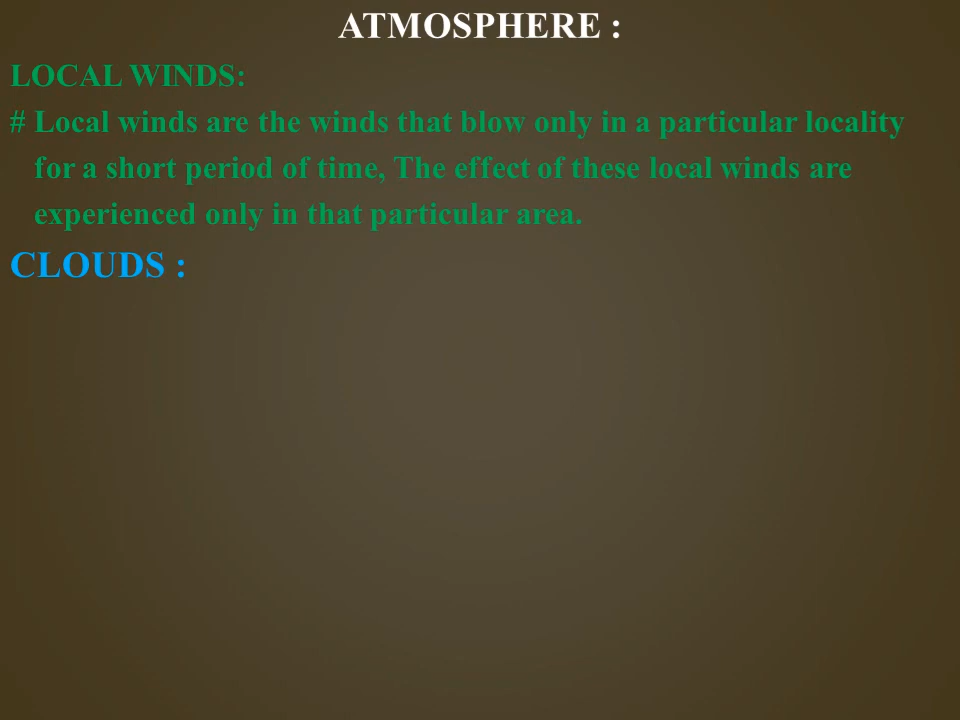 ATMOSPHERE :
LOCAL WINDS:
# Local winds are the winds that blow only in a particular locality
for a short period of time, The effect of these local winds are
experienced only in that particular area.
CLOUDS :